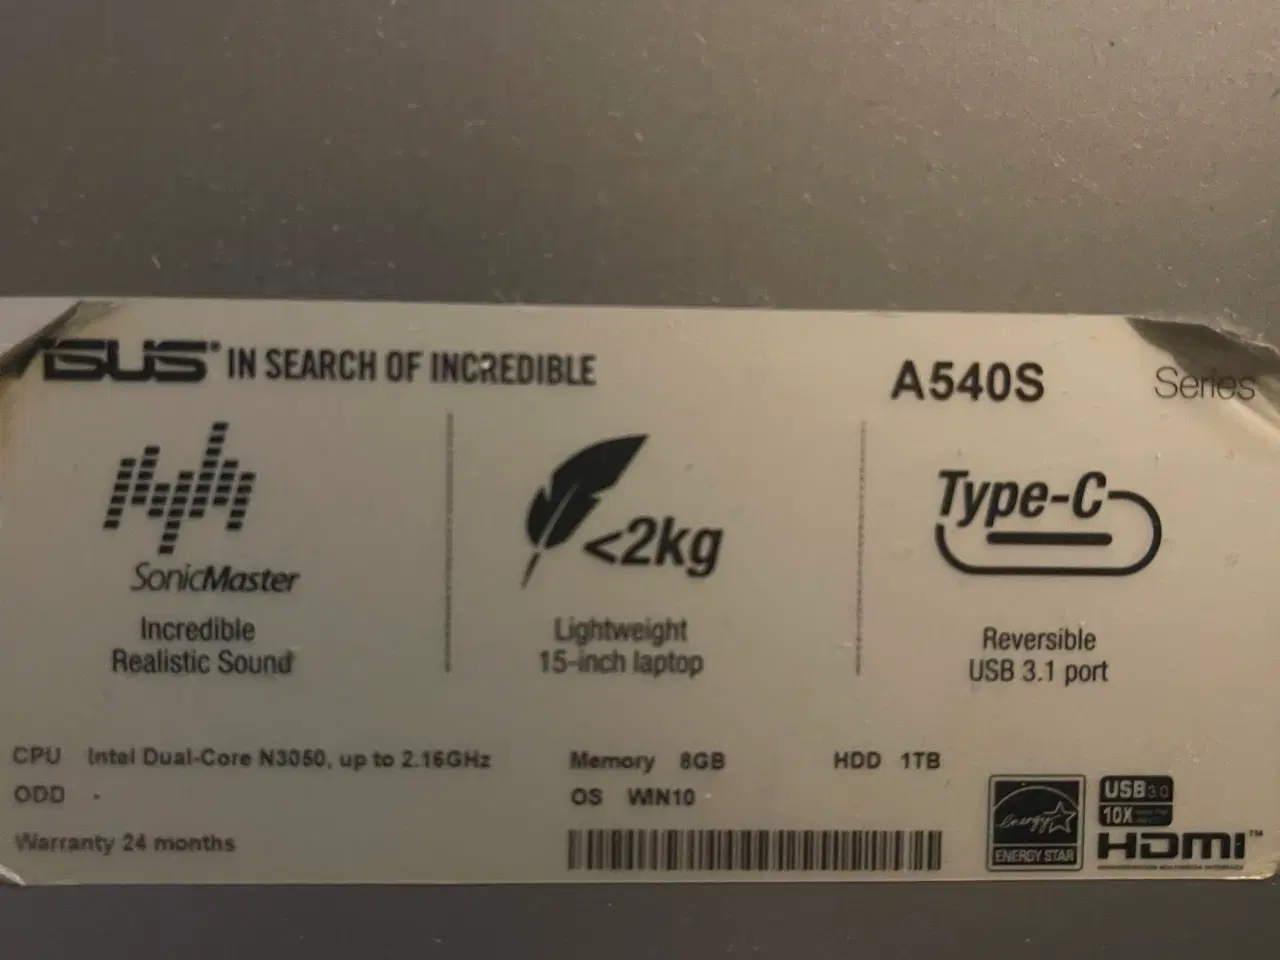 ASUS IN SEARCH OF INCREDIBLE
A540S Series
SonicMaster
Incredible
Realistic Sound
<2kg
Lightweight
15-inch laptop
Type-C
Reversible
USB 3.1 port
CPU Intel Dual-Core N3050, up to 2.16GHz
Memory 8GB
HDD 1TB
ODD -
OS WIN10
Warranty 24 months
energy
ENERGY STAR
USB 3.0
10X
HDMI™